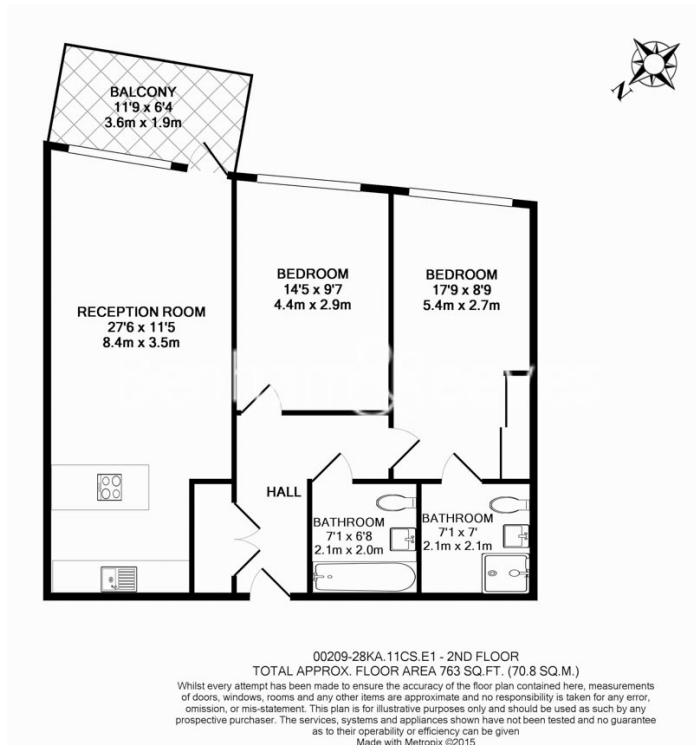 N
BALCONY
11'9 x 6'4
3.6m x 1.9m
BEDROOM
14'5 x 9'7
4.4m x 2.9m
BEDROOM
17'9 x 8'9
5.4m x 2.7m
RECEPTION ROOM
27'6 x 11'5
8.4m x 3.5m
HALL
BATHROOM
7'1 x 6'8
2.1m x 2.0m
BATHROOM
7'1 x 7'
2.1m x 2.1m
00209-28KA.11CS.E1 - 2ND FLOOR
TOTAL APPROX. FLOOR AREA 763 SQ.FT. (70.8 SQ.M.)
Whilst every attempt has been made to ensure the accuracy of the floor plan contained here, measurements
of doors, windows, rooms and any other items are approximate and no responsibility is taken for any error,
omission, or mis-statement. This plan is for illustrative purposes only and should be used as such by any
prospective purchaser. The services, systems and appliances shown have not been tested and no guarantee
as to their operability or efficiency can be given
Made with Metropix ©2015